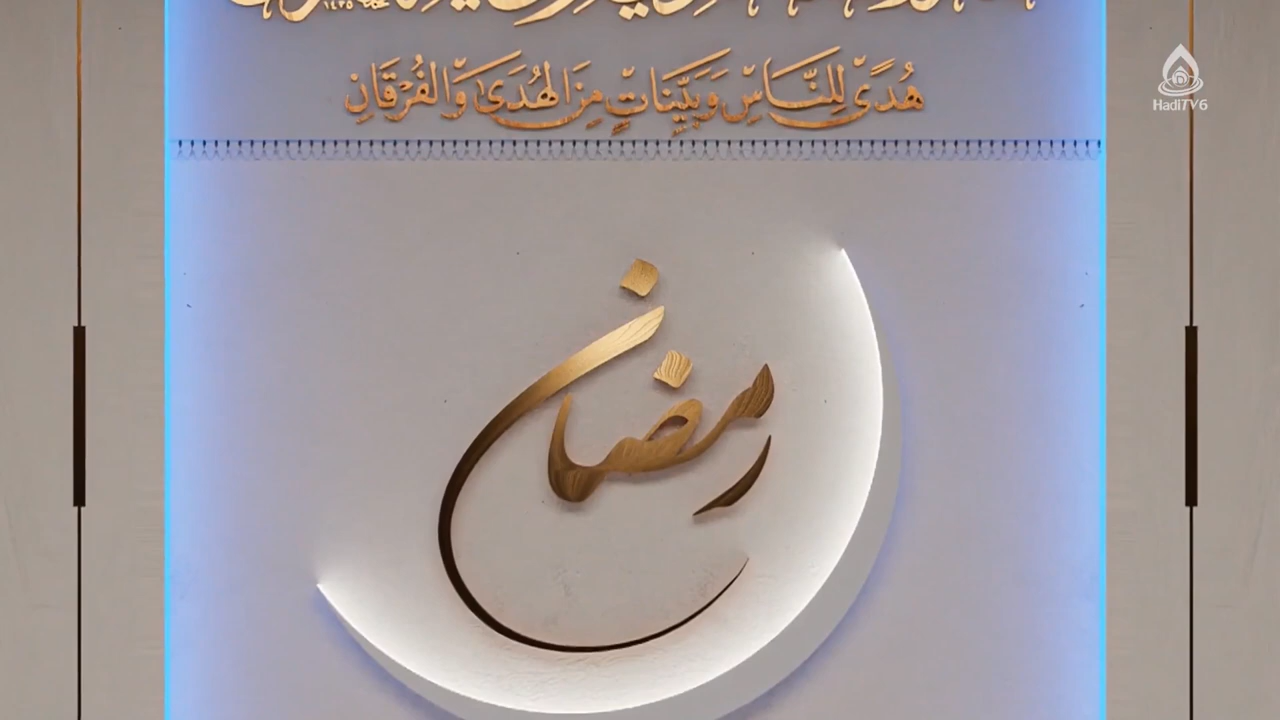 هُدًى لِلنَّاسِ وَبَيِّنَاتٍ مِنَ الْهُدَىٰ وَالْفُرْقَانِ
HadiTV6
رمضان